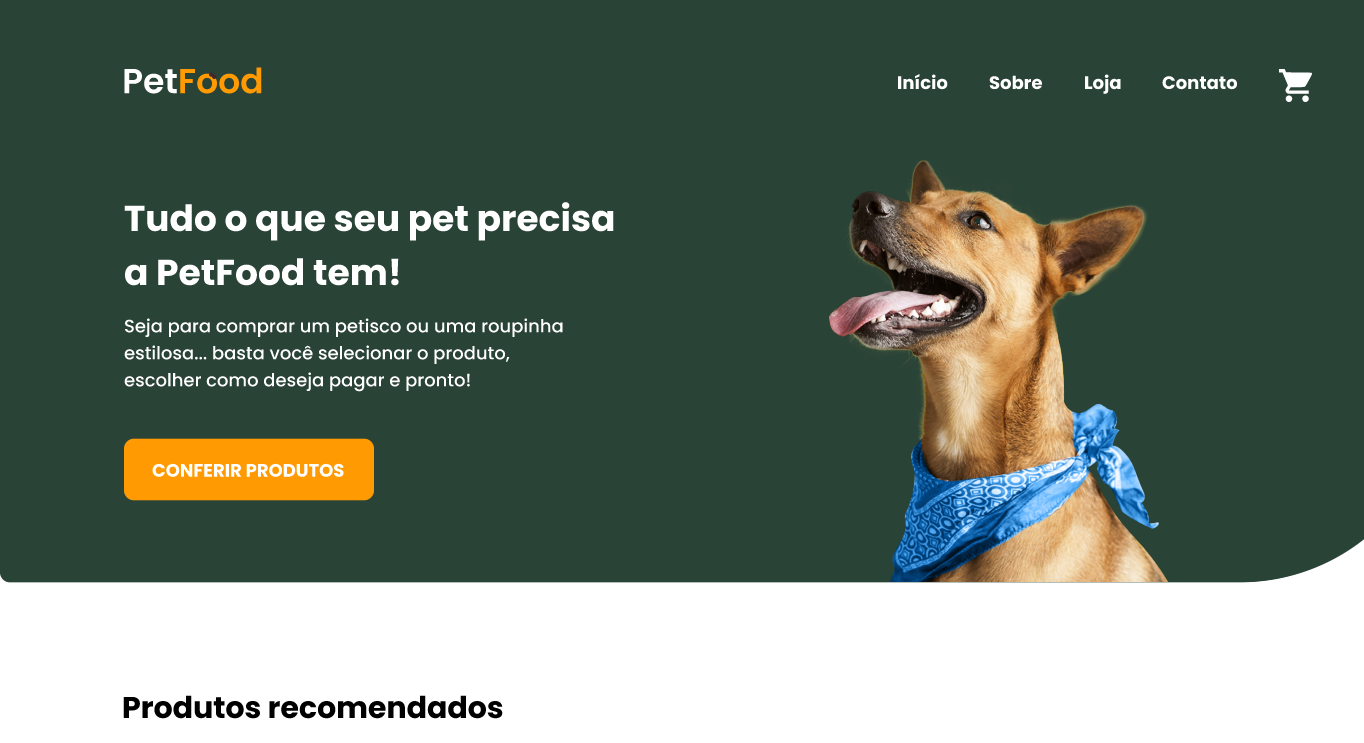 PetFood
Início Sobre Loja Contato
Tudo o que seu pet precisa
a PetFood tem!
Seja para comprar um petisco ou uma roupinha
estilosa... basta você selecionar o produto,
escolher como deseja pagar e pronto!
CONFERIR PRODUTOS
Produtos recomendados